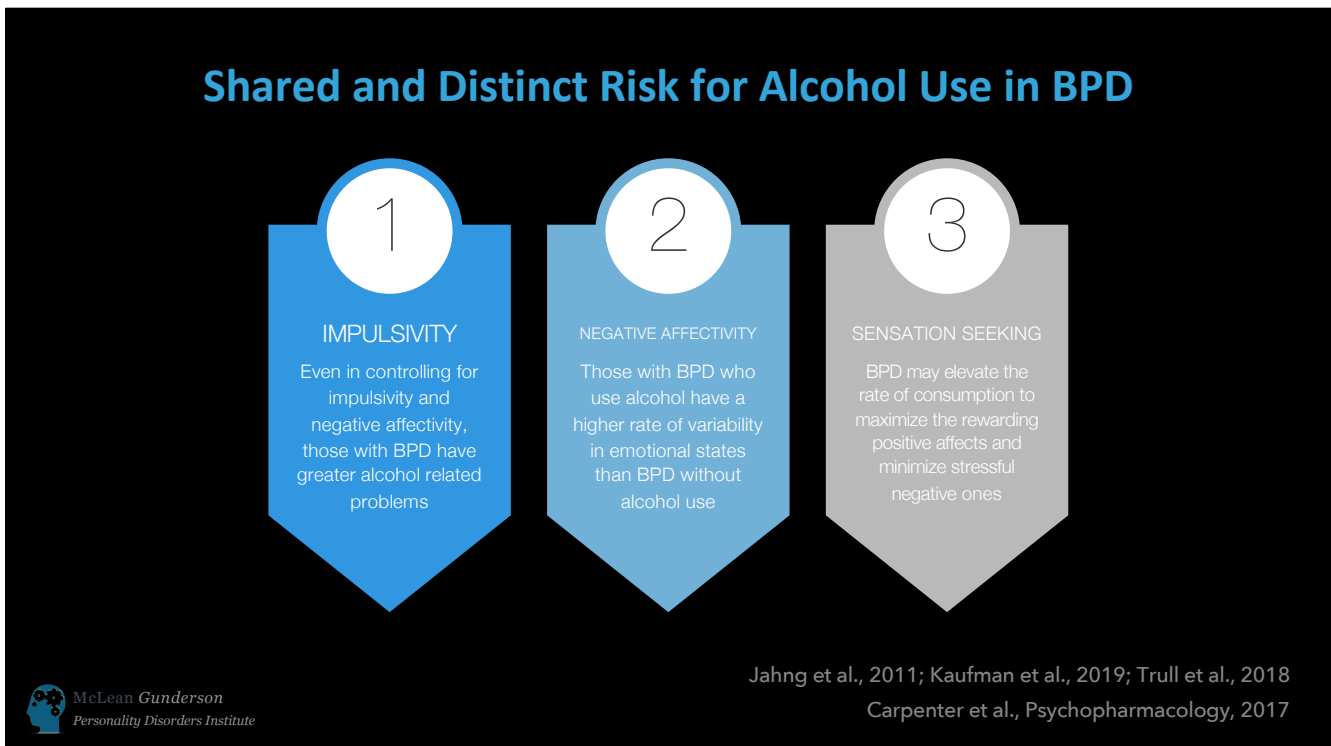 Shared and Distinct Risk for Alcohol Use in BPD
1
IMPULSIVITY
Even in controlling for
impulsivity and
negative affectivity,
those with BPD have
greater alcohol related
problems
2
NEGATIVE AFFECTIVITY
Those with BPD who
use alcohol have a
higher rate of variability
in emotional states
than BPD without
alcohol use
3
SENSATION SEEKING
BPD may elevate the
rate of consumption to
maximize the rewarding
positive affects and
minimize stressful
negative ones
Jahng et al., 2011; Kaufman et al., 2019; Trull et al., 2018
Carpenter et al., Psychopharmacology, 2017
McLean Gunderson
Personality Disorders Institute